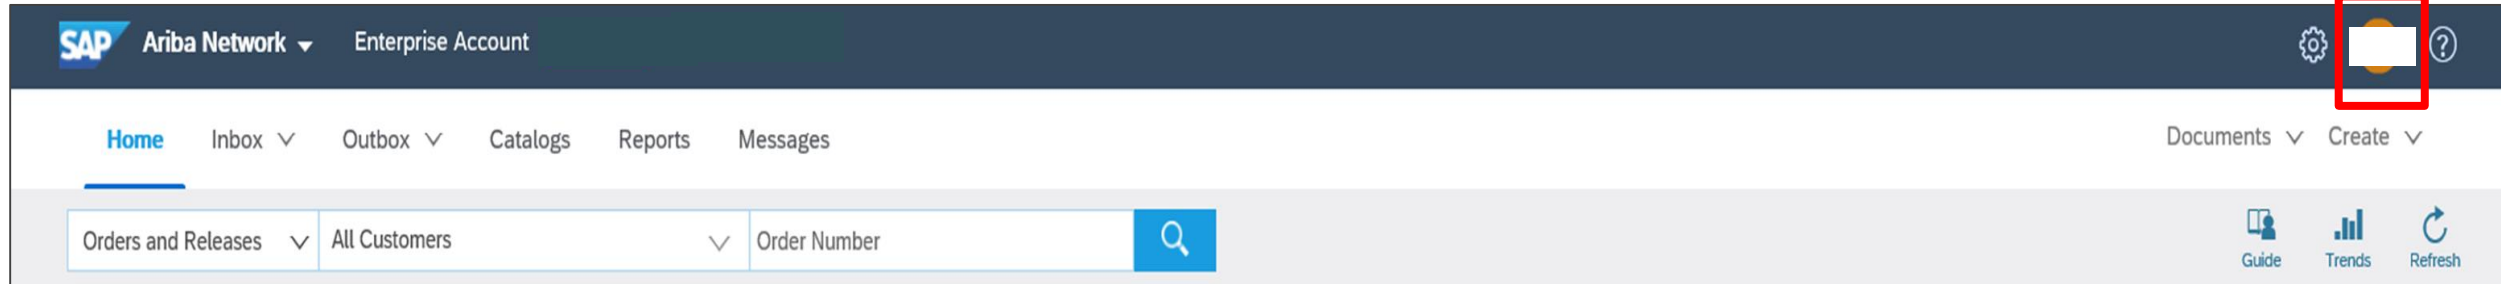 SAP Ariba Network Enterprise Account ?
Home Inbox Outbox Catalogs Reports Messages Documents Create
Orders and Releases All Customers Order Number
Guide Trends Refresh